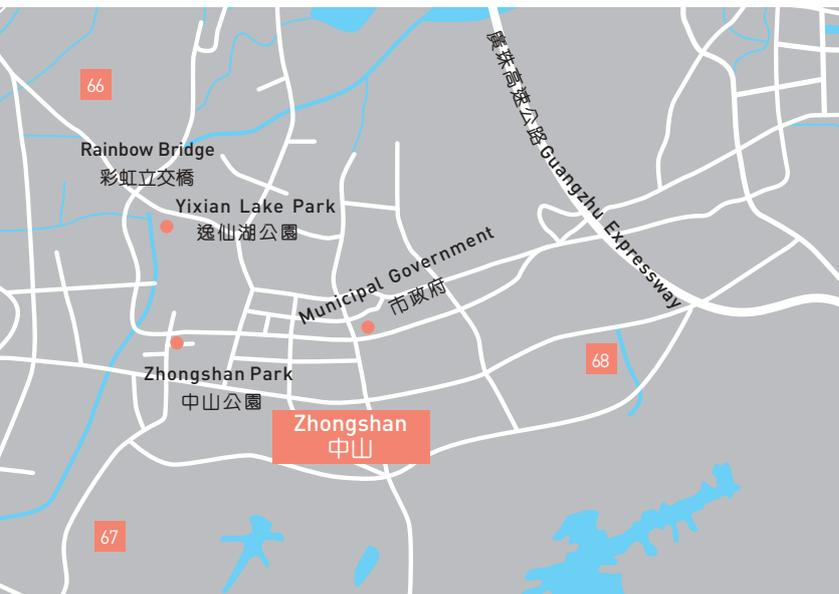 廣珠高速公路 Guangzhu Expressway
66
Rainbow Bridge
彩虹立交橋
Yixian Lake Park
逸仙湖公園
Municipal Government
市政府
68
Zhongshan Park
中山公園
Zhongshan
中山
67